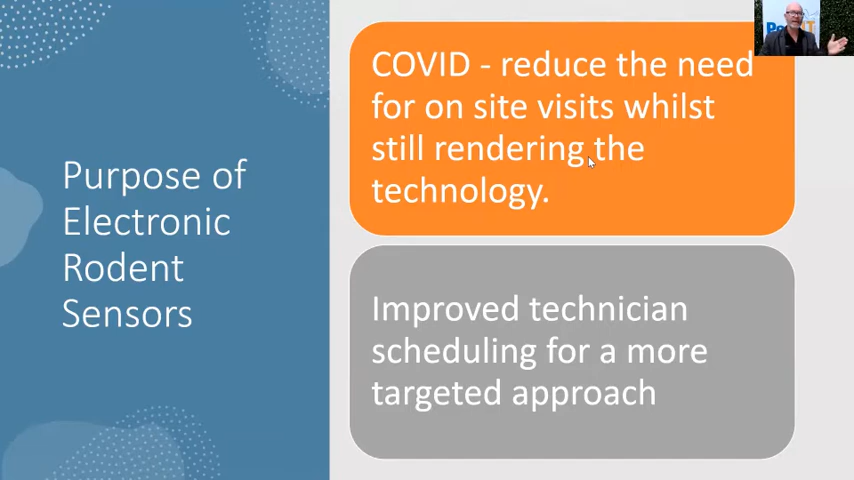 Purpose of
Electronic
Rodent
Sensors
COVID - reduce the need
for on site visits whilst
still rendering the
technology.
Improved technician
scheduling for a more
targeted approach